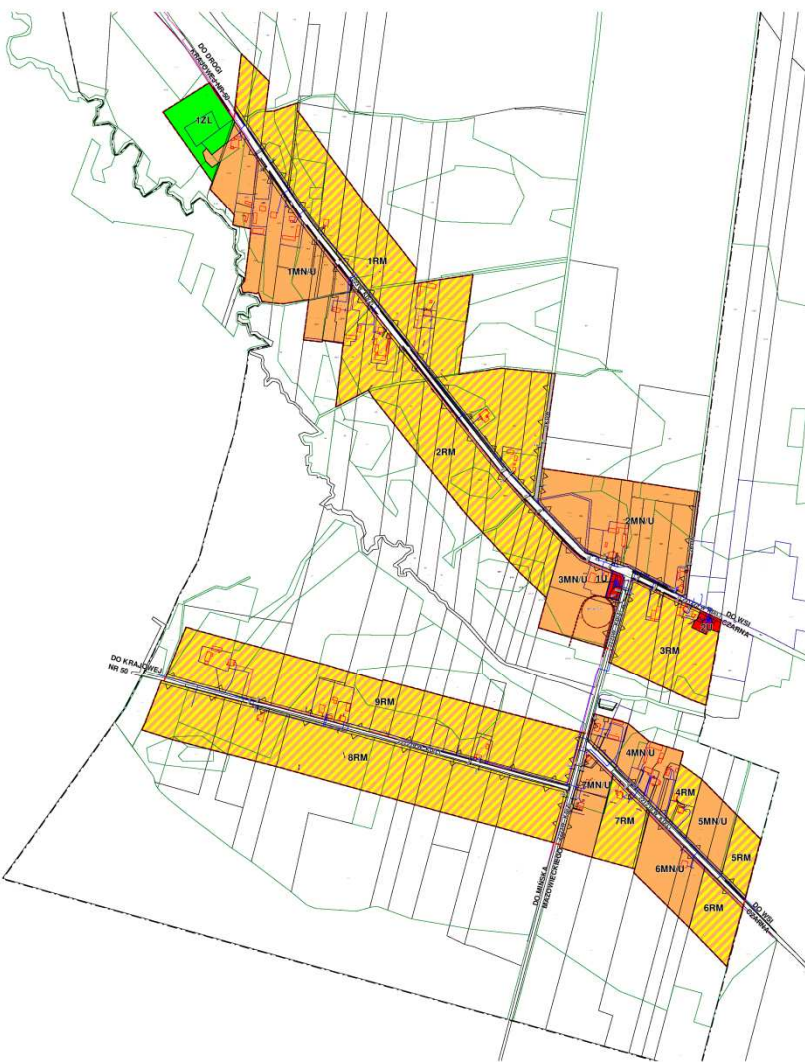 DO DROGI
KRAJOWEJ NR 50
1ZL
1RM
1MN/U
2RM
2MN/U
3MN/U
1U
DO WSI
CZARNA
3RM
DO KRAJOWEJ
NR 50
9RM
8RM
4MN/U
7MN/U
4RM
7RM
5MN/U
5RM
6MN/U
6RM
DO MIŃSKA
MAZOWIECKIEGO
DO WSI
CZARNA